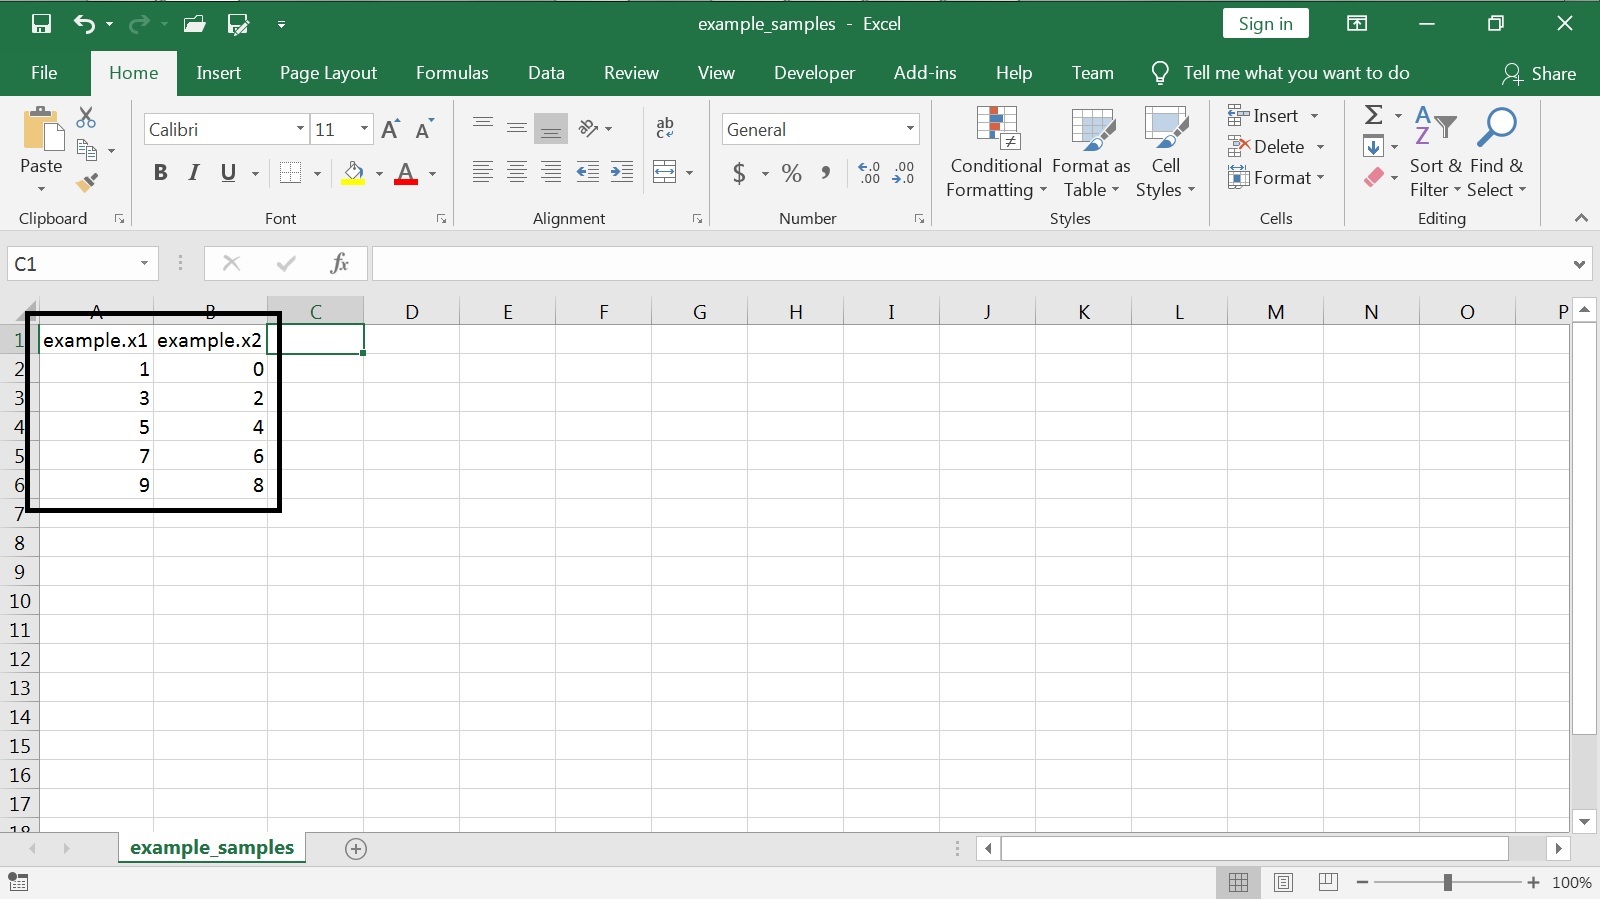 example_samples - Excel
Sign in
File Home Insert Page Layout Formulas Data Review View Developer Add-ins Help Team Tell me what you want to do Share
Paste
Calibri 11
B I U A
ab
General
$ % ,
Conditional Formatting
Format as Table
Cell Styles
Insert
Delete
Format
Sort & Filter
Find & Select
Clipboard Font Alignment Number Styles Cells Editing
C1 fx
A B C D E F G H I J K L M N O P
1 example.x1 example.x2
2 1 0
3 3 2
4 5 4
5 7 6
6 9 8
7
8
9
10
11
12
13
14
15
16
17
18
example_samples
100%